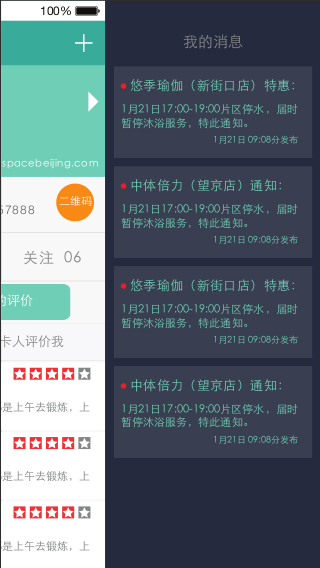 100%
spacebeijing.com
57888
二维码
关注 06
的评价
卡人评价我
是上午去锻炼，上
是上午去锻炼，上
是上午去锻炼，上
我的消息
悠季瑜伽（新街口店）特惠：
1月21日17:00-19:00片区停水，届时
暂停沐浴服务，特此通知。
1月21日 09:08分发布
中体倍力（望京店）通知：
1月21日17:00-19:00片区停水，届时
暂停沐浴服务，特此通知。
1月21日 09:08分发布
悠季瑜伽（新街口店）特惠：
1月21日17:00-19:00片区停水，届时
暂停沐浴服务，特此通知。
1月21日 09:08分发布
中体倍力（望京店）通知：
1月21日17:00-19:00片区停水，届时
暂停沐浴服务，特此通知。
1月21日 09:08分发布